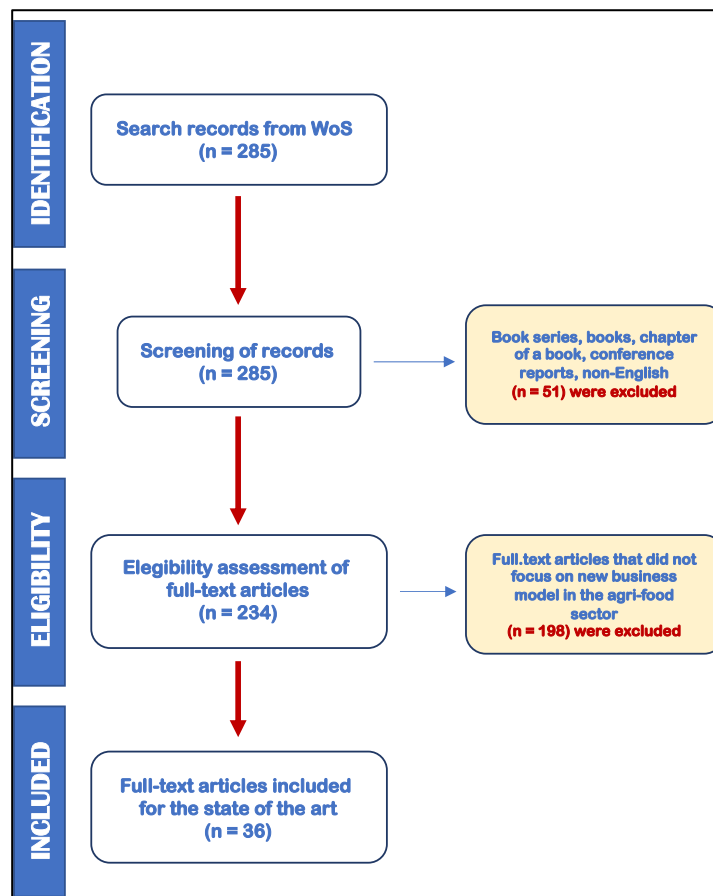 IDENTIFICATION
Search records from WoS
(n = 285)
SCREENING
Screening of records
(n = 285)
Book series, books, chapter
of a book, conference
reports, non-English
(n = 51) were excluded
ELIGIBILITY
Elegibility assessment of
full-text articles
(n = 234)
Full.text articles that did not
focus on new business
model in the agri-food
sector
(n = 198) were excluded
INCLUDED
Full-text articles included
for the state of the art
(n = 36)